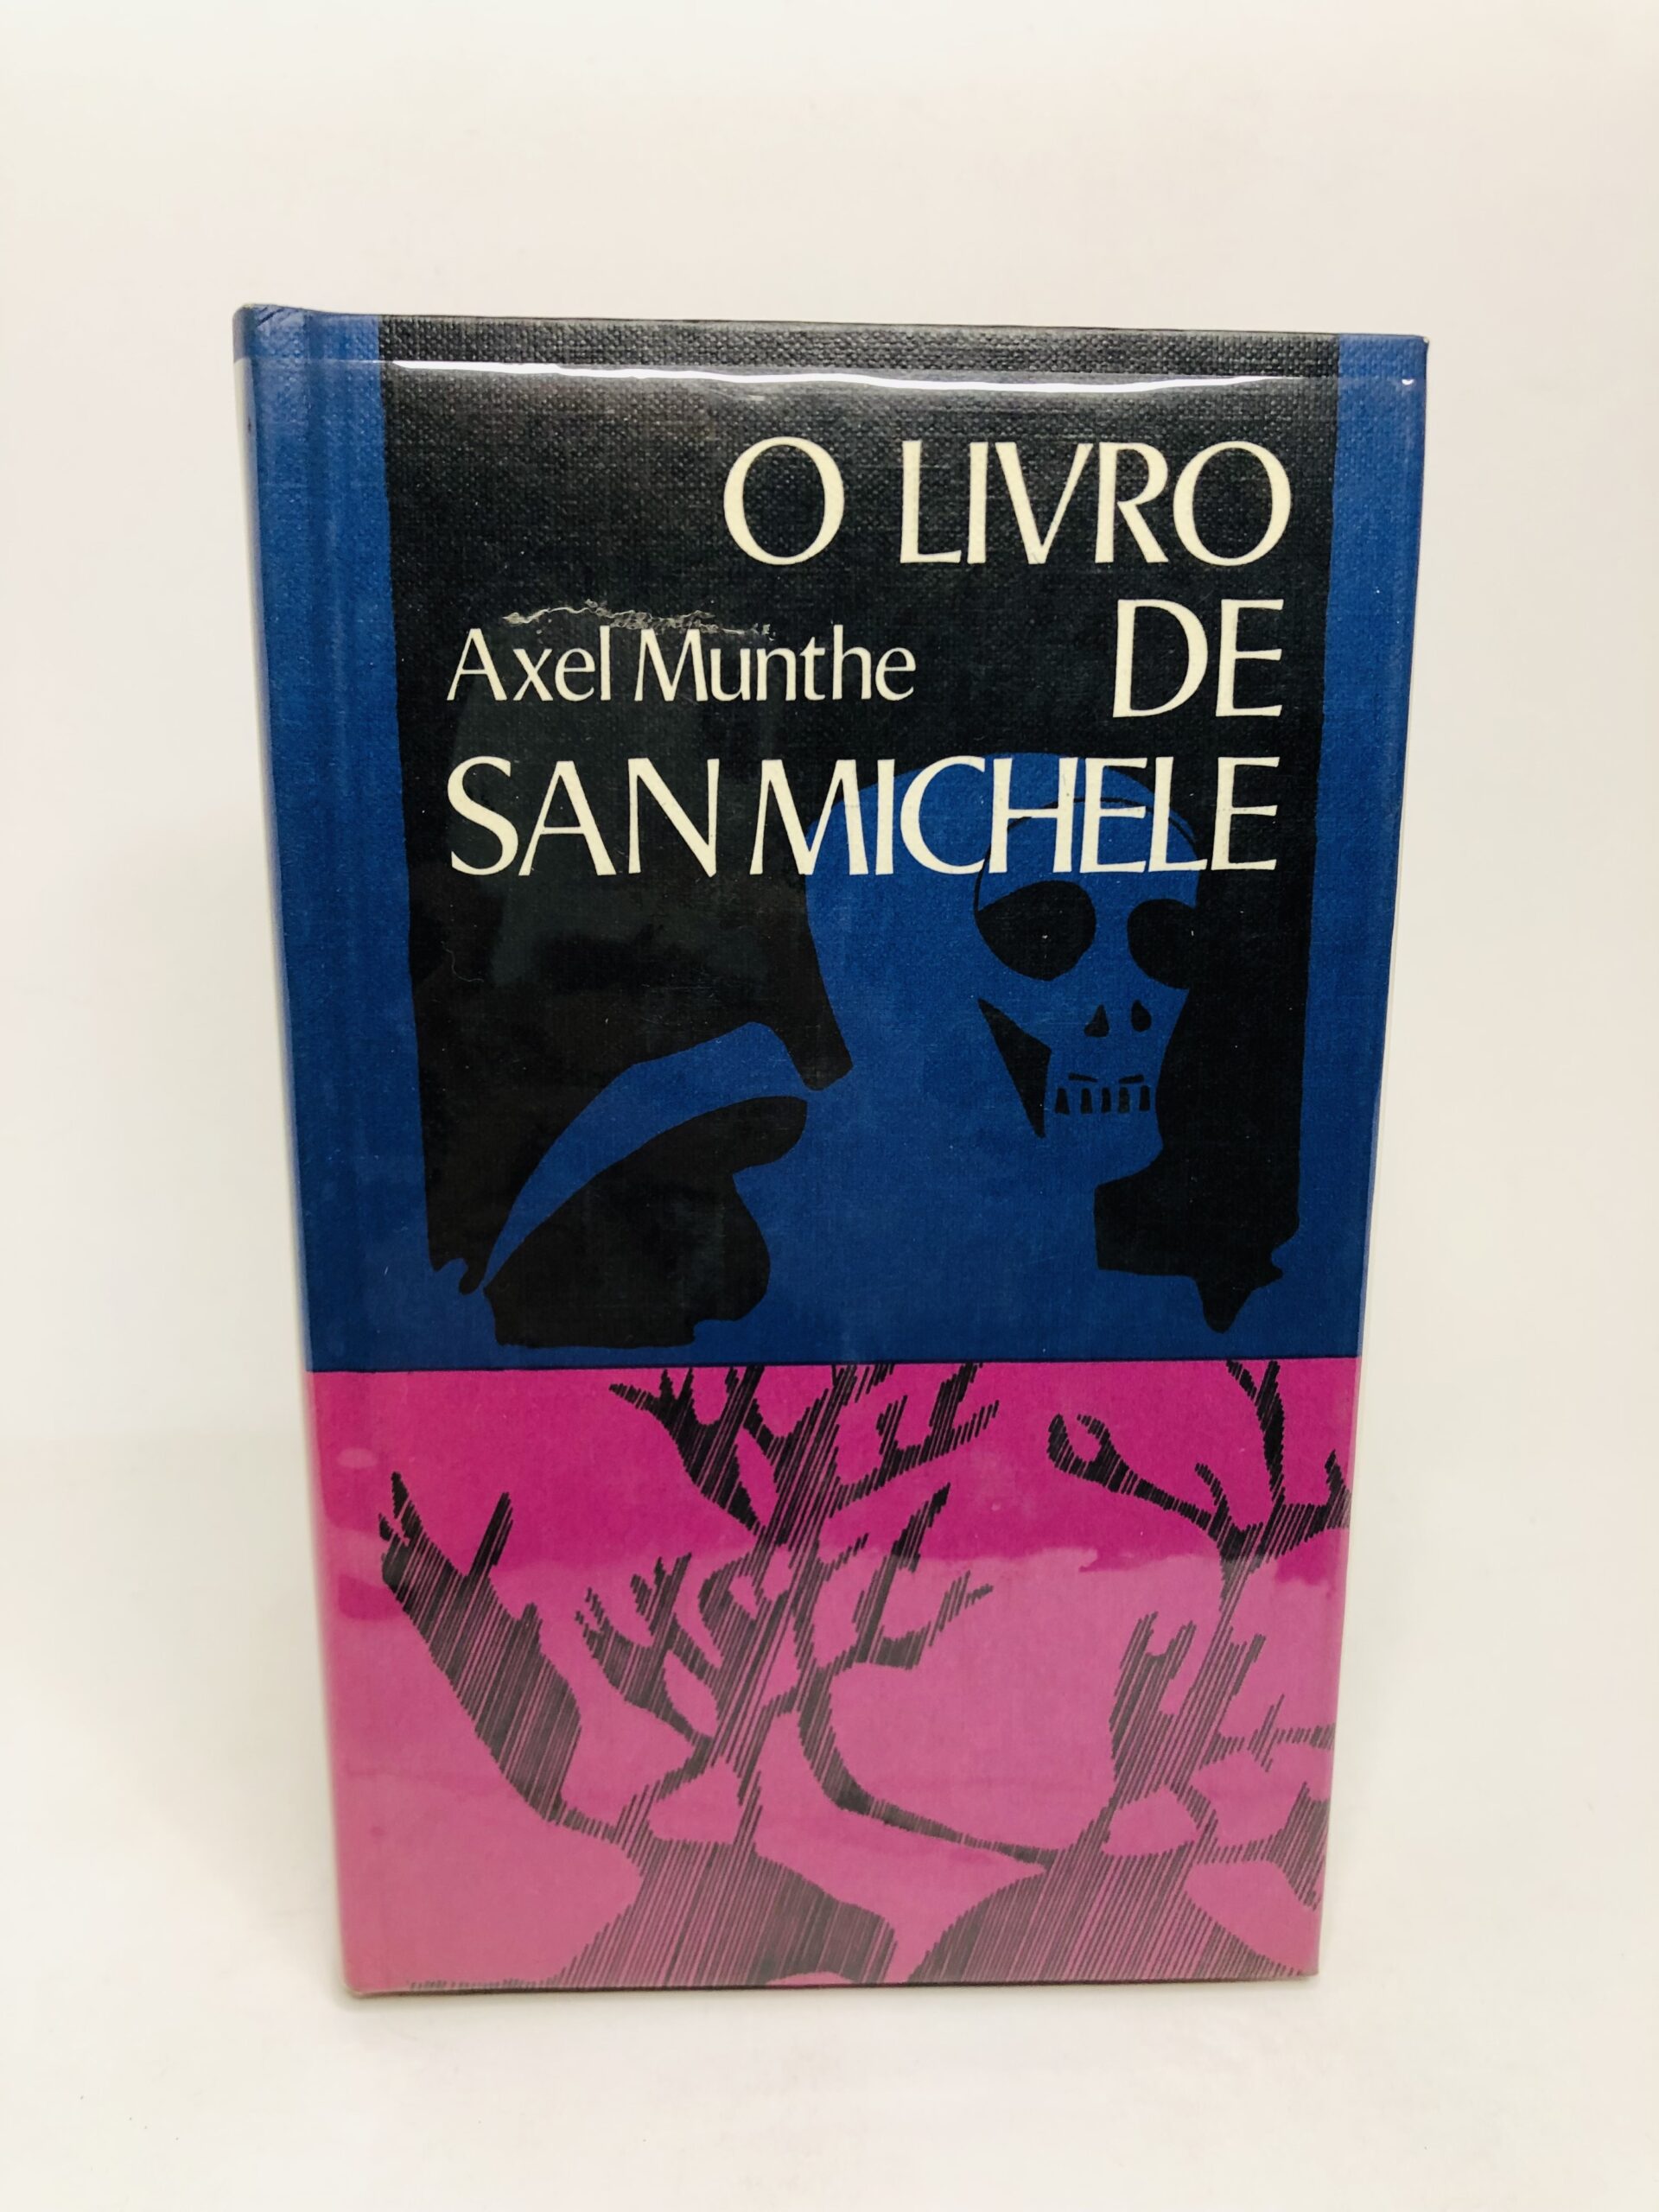 O LIVRO
Axel Munthe DE
SAN MICHELE